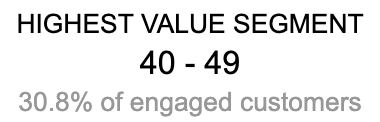 HIGHEST VALUE SEGMENT
40 - 49
30.8% of engaged customers